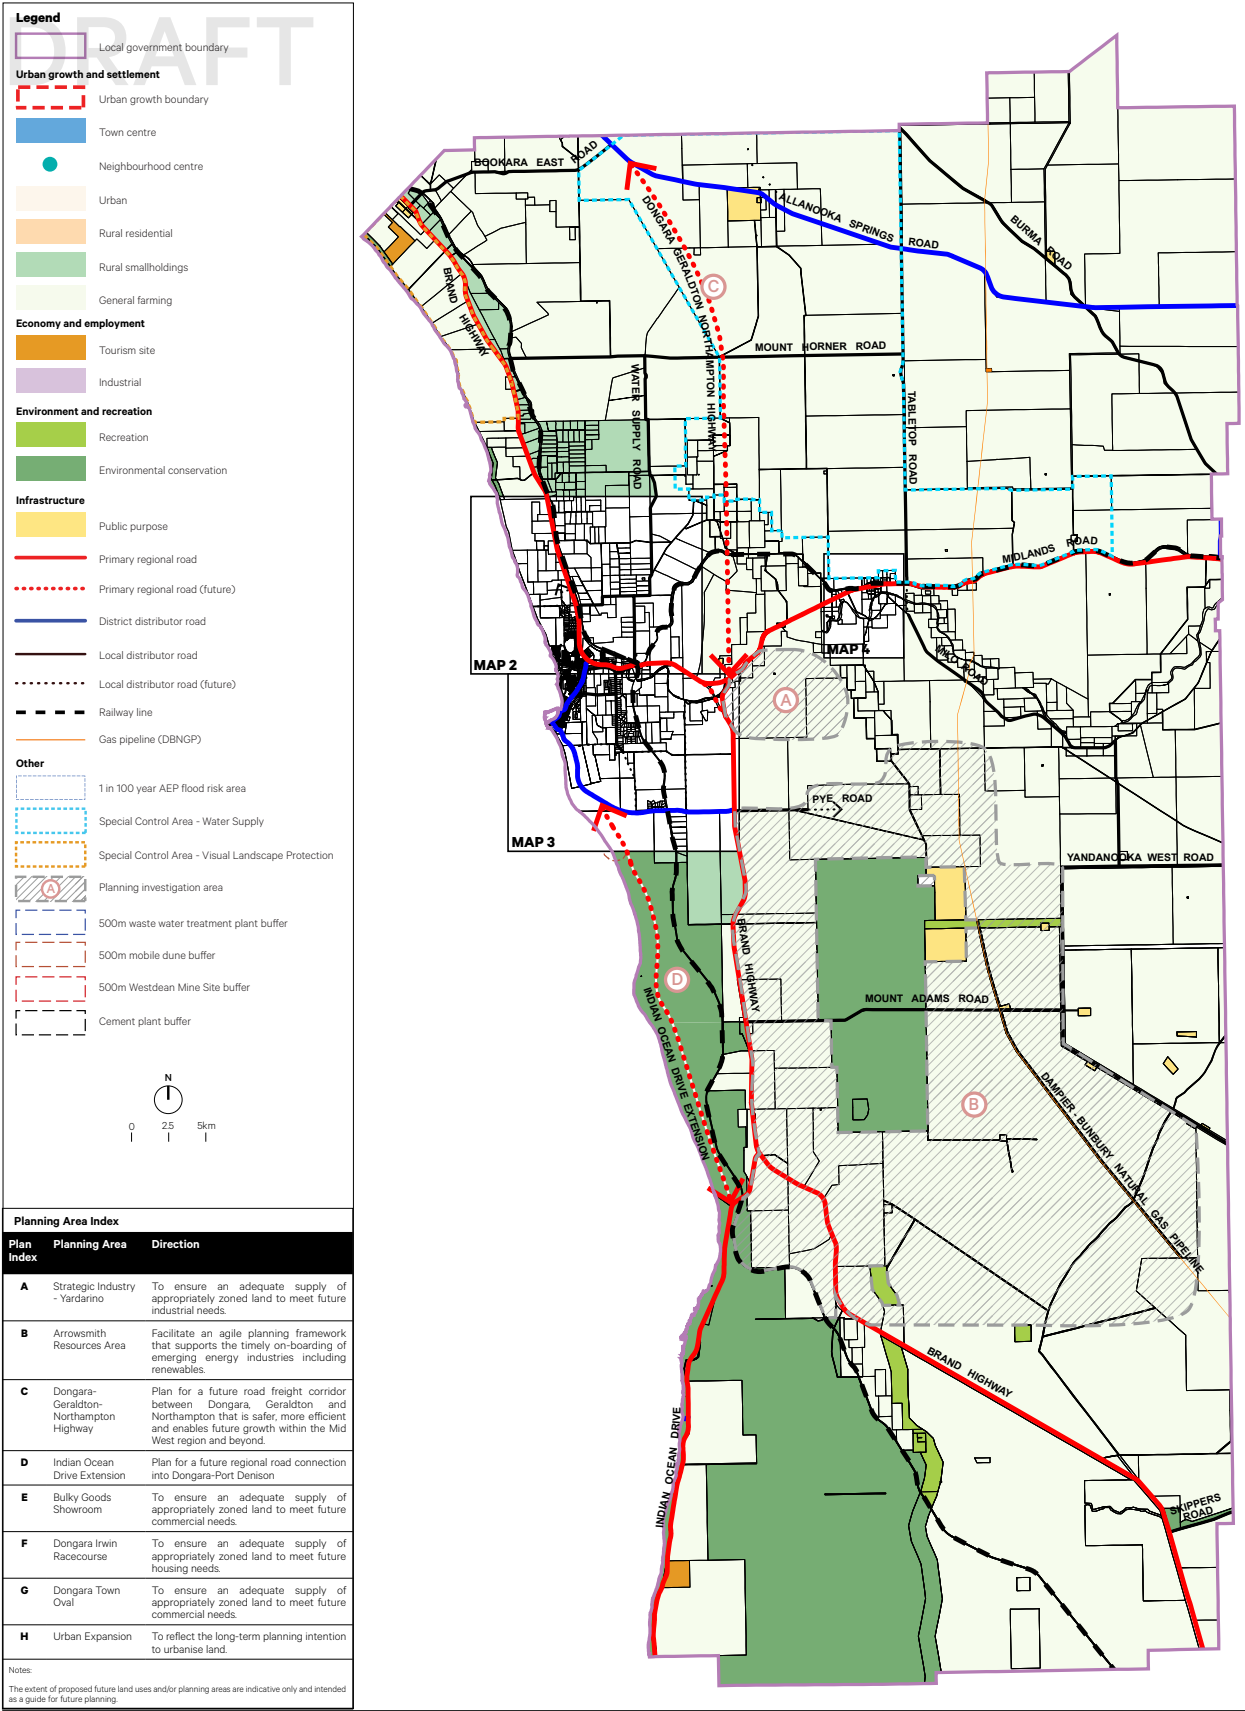 DRAFT
Legend
Local government boundary
Urban growth and settlement
Urban growth boundary
Town centre
Neighbourhood centre
Urban
Rural residential
Rural smallholdings
General farming
Economy and employment
Tourism site
Industrial
Environment and recreation
Recreation
Environmental conservation
Infrastructure
Public purpose
Primary regional road
Primary regional road (future)
District distributor road
Local distributor road
Local distributor road (future)
Railway line
Gas pipeline (DBNGP)
Other
1 in 100 year AEP flood risk area
Special Control Area - Water Supply
Special Control Area - Visual Landscape Protection
A
Planning investigation area
500m waste water treatment plant buffer
500m mobile dune buffer
500m Westdean Mine Site buffer
Cement plant buffer
N
0 2.5 5km
Planning Area Index
Plan Index Planning Area Direction
A Strategic Industry - Yardarino To ensure an adequate supply of
appropriately zoned land to meet future
industrial needs.
B Arrowsmith Resources Area Facilitate an agile planning framework
that supports the timely on-boarding of
emerging energy industries including
renewables.
C Dongara-Geraldton-Northampton Highway Plan for a future road freight corridor
between Dongara, Geraldton and
Northampton that is safer, more efficient
and enables future growth within the Mid
West region and beyond.
D Indian Ocean Drive Extension Plan for a future regional road connection
into Dongara-Port Denison
E Bulky Goods Showroom To ensure an adequate supply of
appropriately zoned land to meet future
commercial needs.
F Dongara Irwin Racecourse To ensure an adequate supply of
appropriately zoned land to meet future
housing needs.
G Dongara Town Oval To ensure an adequate supply of
appropriately zoned land to meet future
commercial needs.
H Urban Expansion To reflect the long-term planning intention
to urbanise land.
Notes:
The extent of proposed future land uses and/or planning areas are indicative only and intended
as a guide for future planning.
BOOKARA EAST ROAD
ALLANOOKA SPRINGS ROAD
BURMA ROAD
DONGARA GERALDTON NORTHAMPTON HIGHWAY
C
BRAND HIGHWAY
MOUNT HORNER ROAD
WATER SUPPLY ROAD
TABLETOP ROAD
MIDLANDS ROAD
MAP 2
MAP 4
MILO ROAD
A
PYE ROAD
MAP 3
YANDANOOKA WEST ROAD
BRAND HIGHWAY
D
INDIAN OCEAN DRIVE EXTENSION
MOUNT ADAMS ROAD
B
DAMPIER - BUNBURY NATURAL GAS PIPELINE
BRAND HIGHWAY
INDIAN OCEAN DRIVE
SKIPPERS ROAD